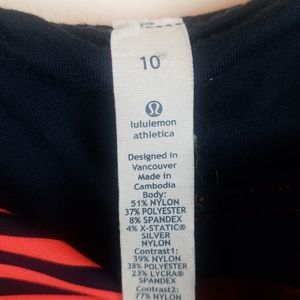 10
lululemon
athletica
Designed in
Vancouver
Made in
Cambodia
Body:
51% NYLON
37% POLYESTER
8% SPANDEX
4% X-STATIC®
SILVER
NYLON
Contrast1:
39% NYLON
38% POLYESTER
23% LYCRA®
SPANDEX
Contrast2:
77% NYLON